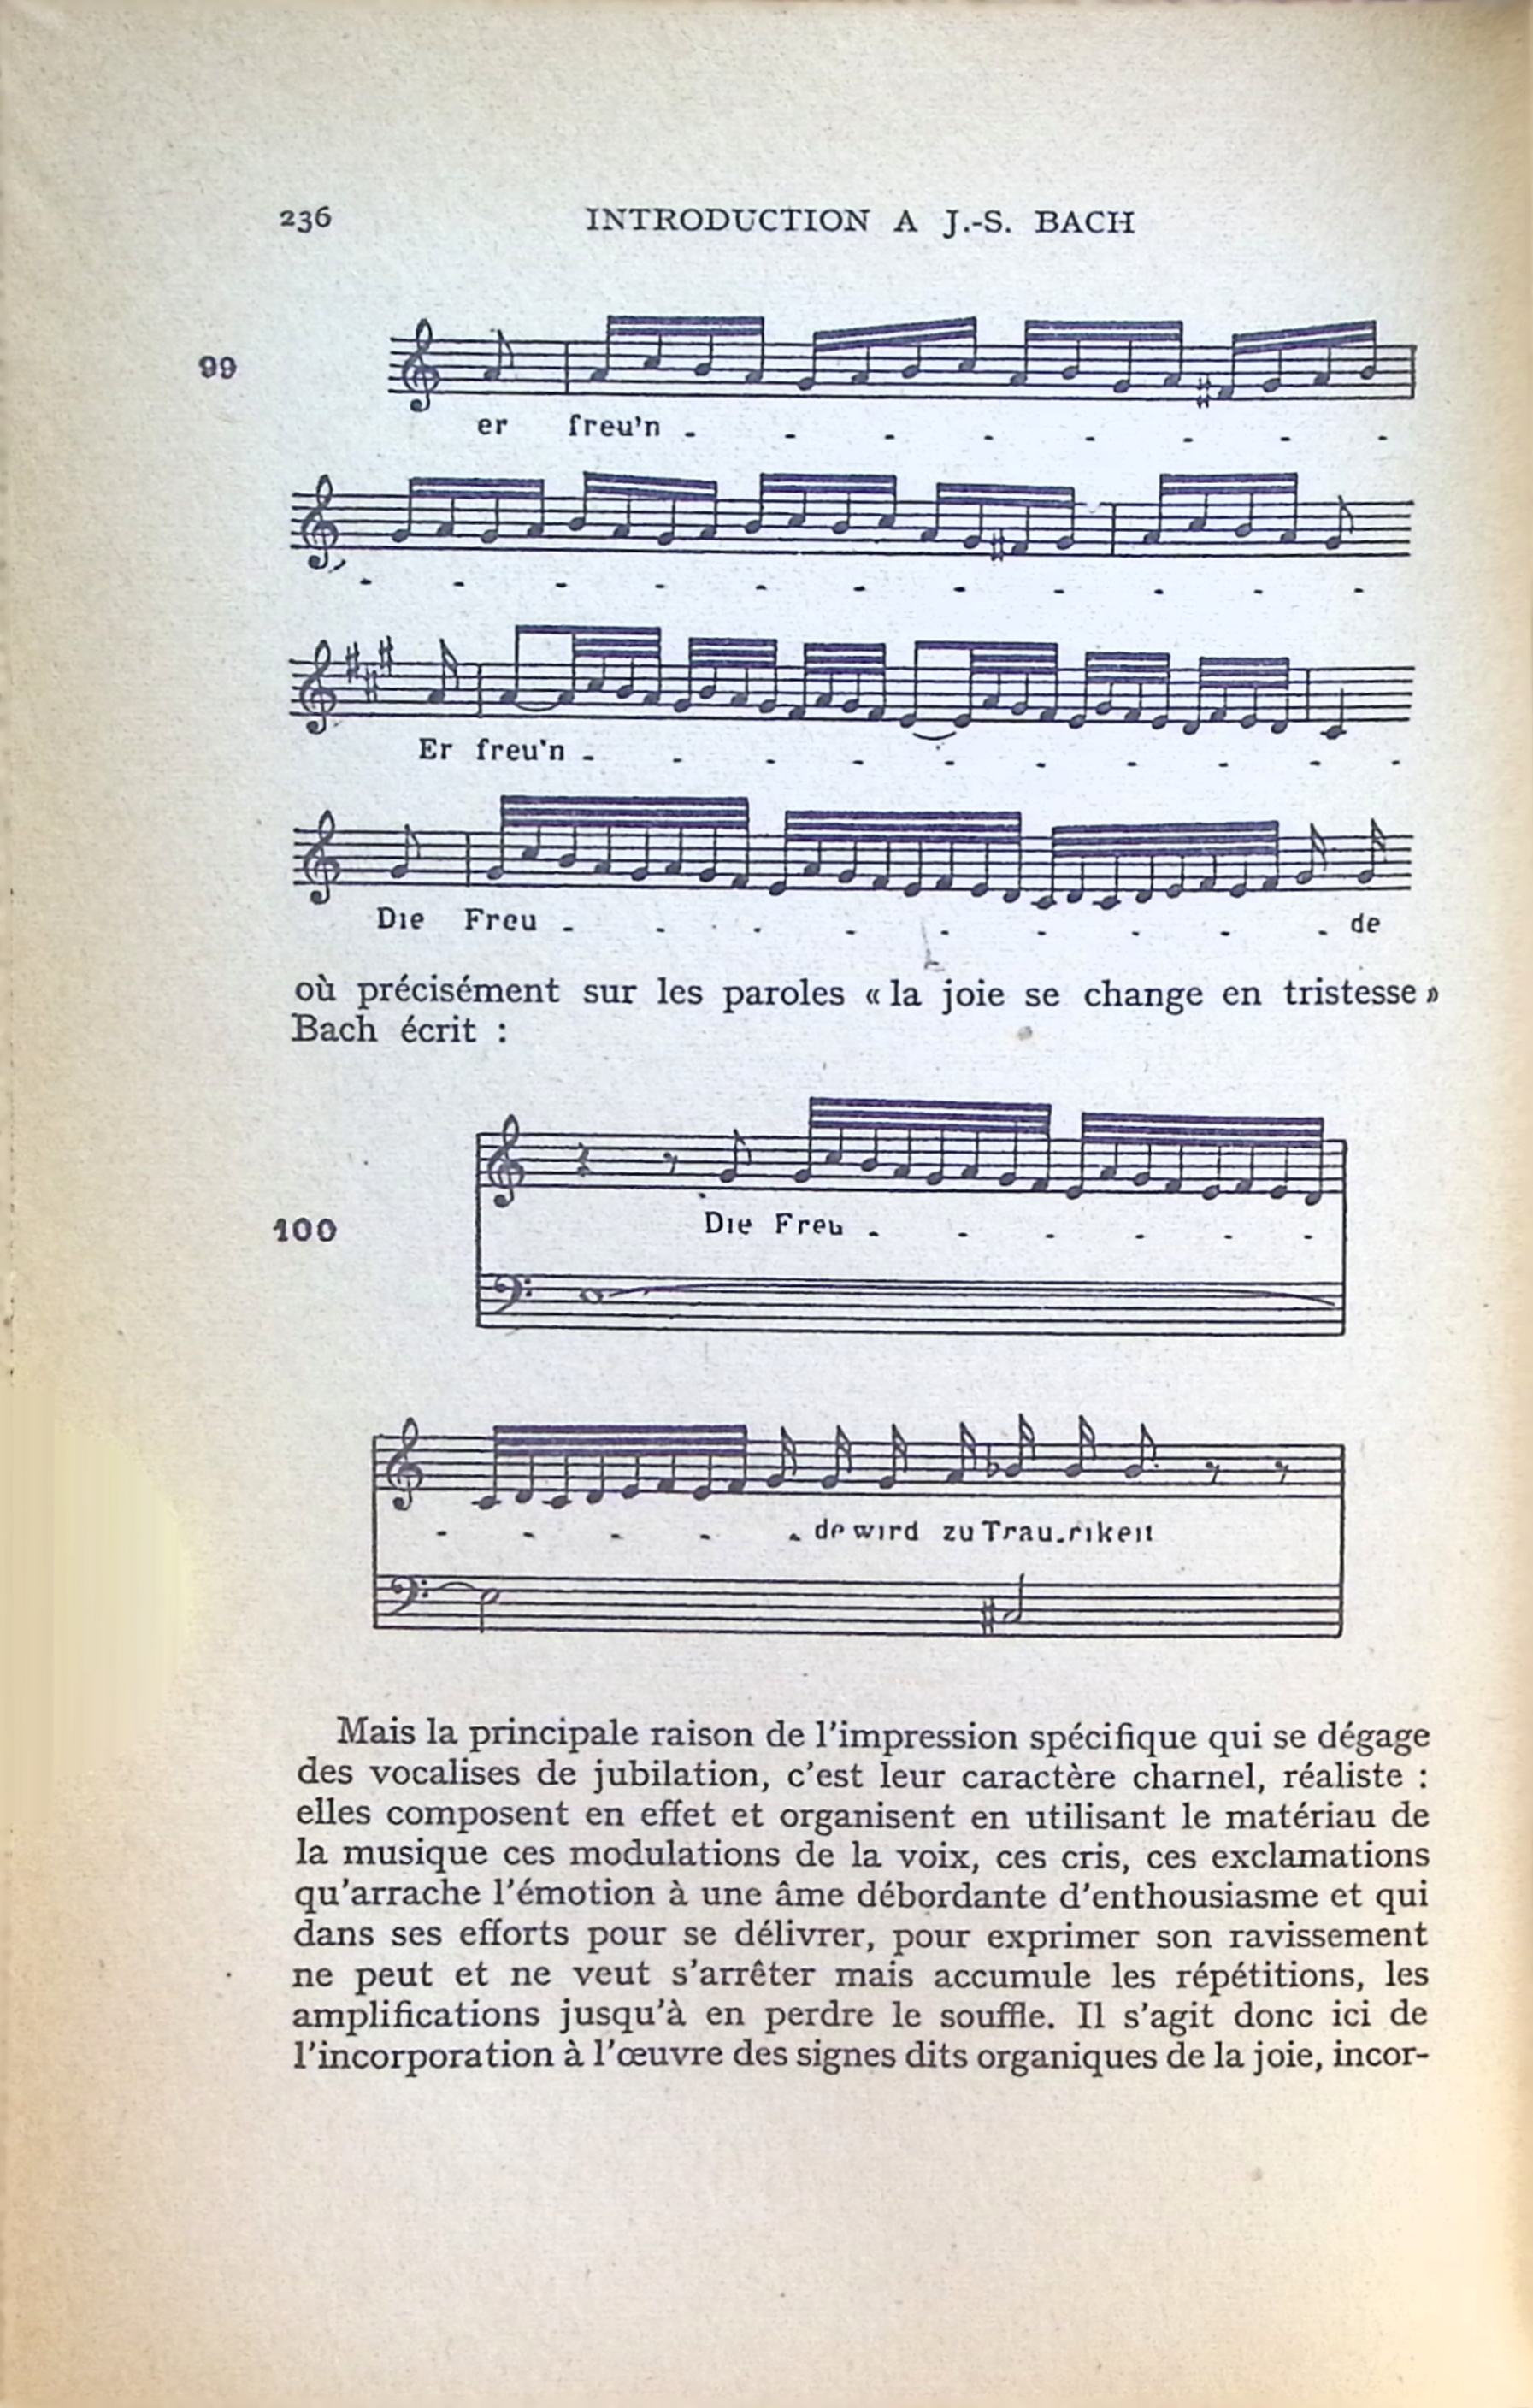 236 INTRODUCTION A J.-S. BACH
99
er freu'n - - - - - - - -
- - - - - - - - - - -
Er freu'n - - - - - - - - - -
Die Freu - - - - - - - - - de
où précisément sur les paroles « la joie se change en tristesse »
Bach écrit :
100
Die Freu - - - - - -
- - - - - de wird zu Trau-rikeit
Mais la principale raison de l'impression spécifique qui se dégage
des vocalises de jubilation, c'est leur caractère charnel, réaliste :
elles composent en effet et organisent en utilisant le matériau de
la musique ces modulations de la voix, ces cris, ces exclamations
qu'arrache l'émotion à une âme débordante d'enthousiasme et qui
dans ses efforts pour se délivrer, pour exprimer son ravissement
ne peut et ne veut s'arrêter mais accumule les répétitions, les
amplifications jusqu'à en perdre le souffle. Il s'agit donc ici de
l'incorporation à l'œuvre des signes dits organiques de la joie, incor-